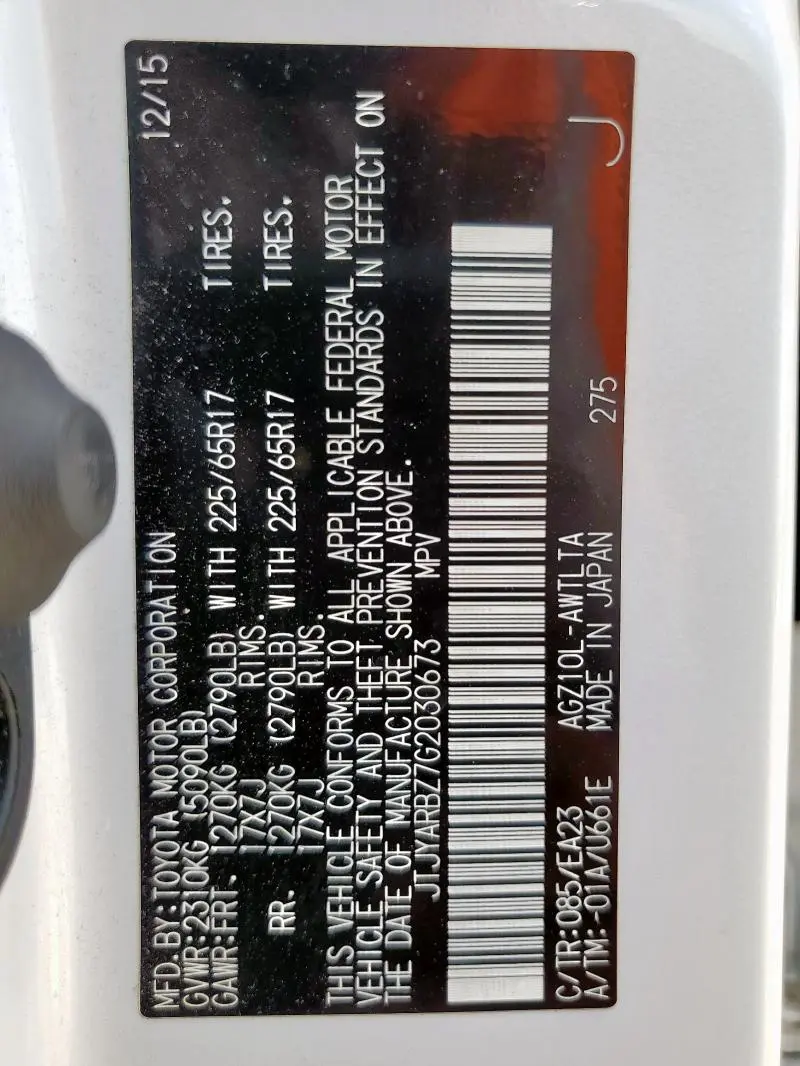 MFD.BY:TOYOTA MOTOR CORPORATION 12/15
GVWR:2310KG (5090LB)
GAWR:FRT. 1270KG (2790LB) WITH 225/65R17 TIRES.
17X7J RIMS.
RR. 1270KG (2790LB) WITH 225/65R17 TIRES.
17X7J RIMS.
THIS VEHICLE CONFORMS TO ALL APPLICABLE FEDERAL MOTOR
VEHICLE SAFETY AND THEFT PREVENTION STANDARDS IN EFFECT ON
THE DATE OF MANUFACTURE SHOWN ABOVE.
JTJYARBZ7G2030673 MPV
C/TR:085/EA23 AGZ10L-AWTLTA
A/TM:-01A/U661E MADE IN JAPAN 275 J